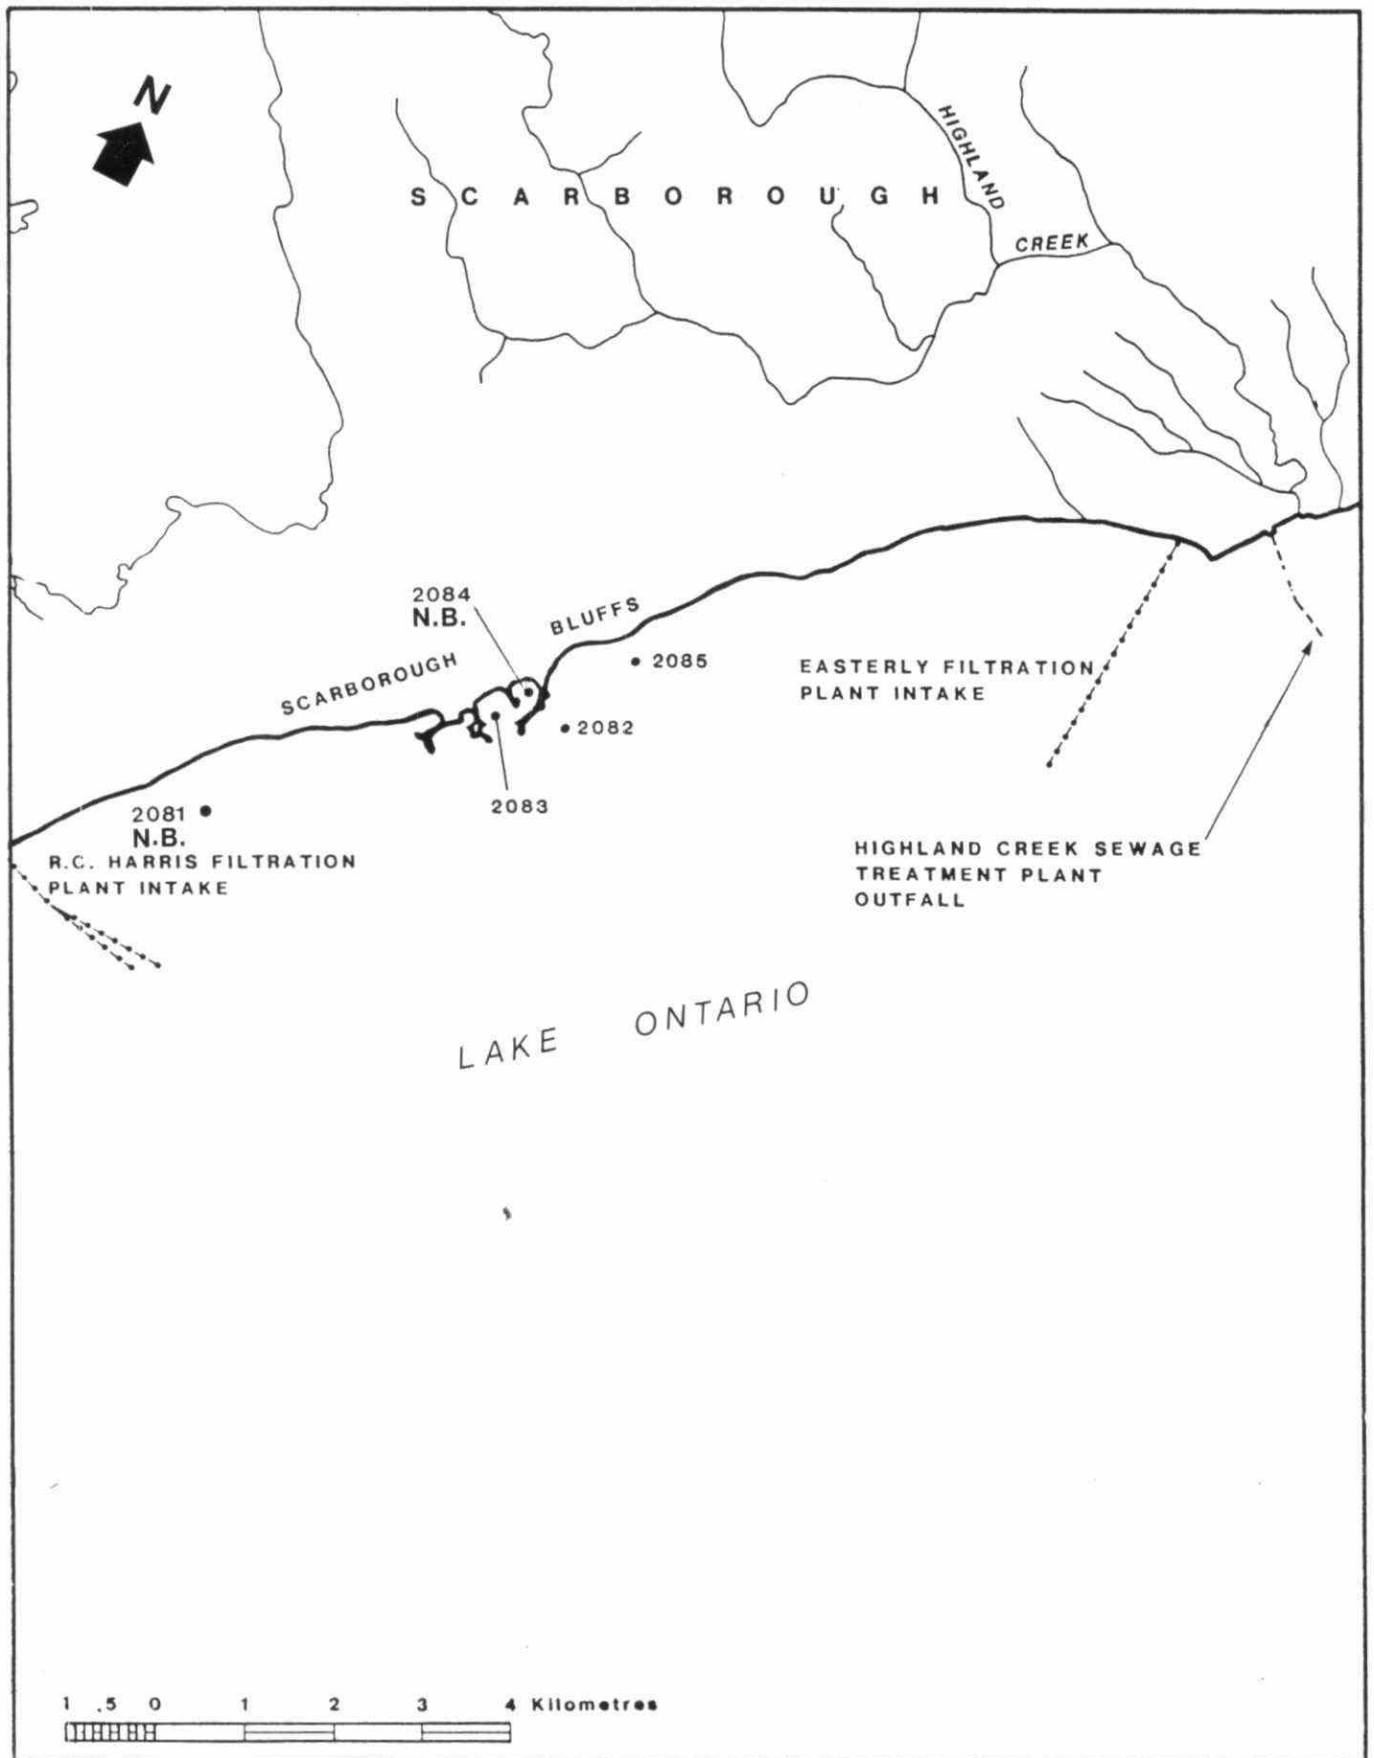 N
HIGHLAND
SCARBOROUGH
CREEK
2084
N.B.
BLUFFS
SCARBOROUGH
2085
EASTERLY FILTRATION
PLANT INTAKE
2082
2083
2081
N.B.
R.C. HARRIS FILTRATION
PLANT INTAKE
HIGHLAND CREEK SEWAGE
TREATMENT PLANT
OUTFALL
LAKE ONTARIO
1 .5 0 1 2 3 4 Kilometres